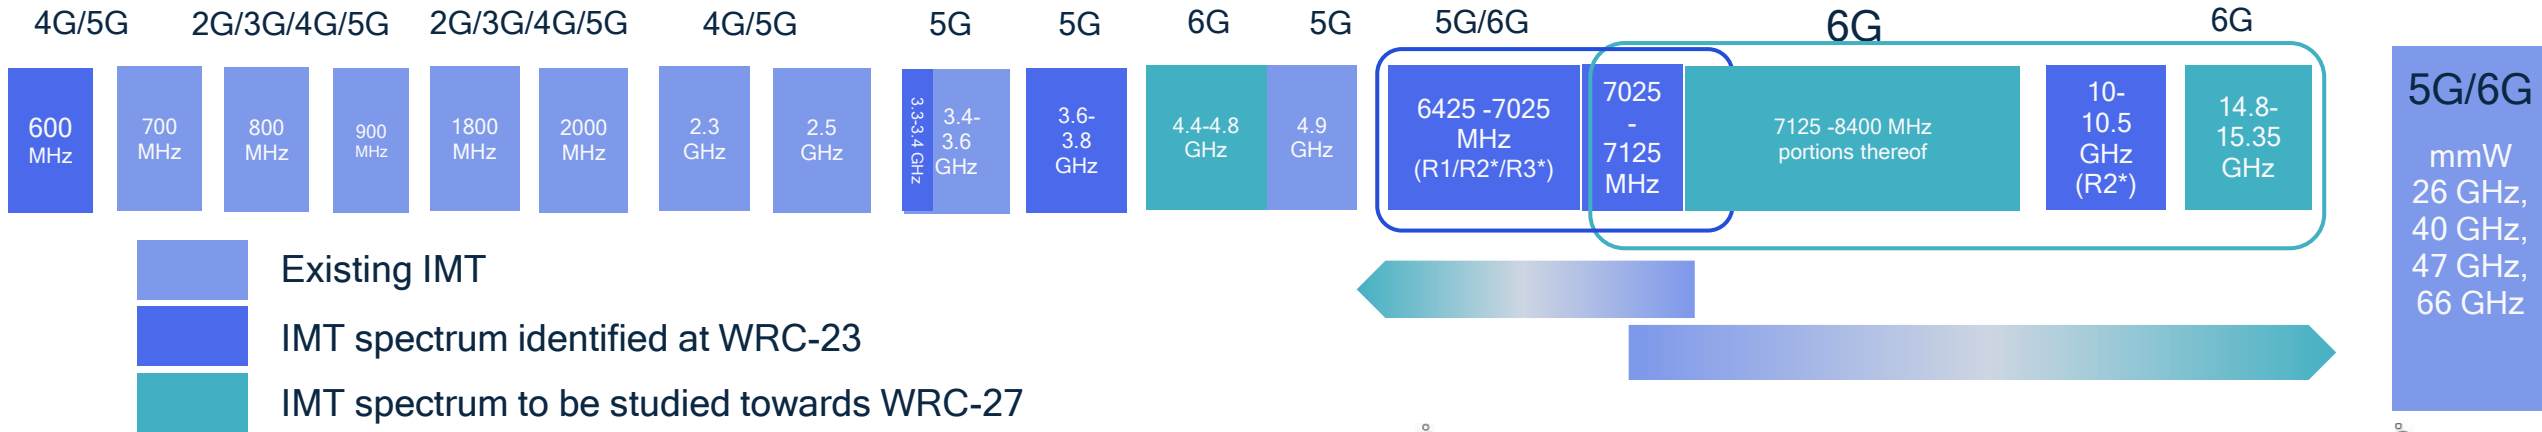 4G/5G
2G/3G/4G/5G
2G/3G/4G/5G
4G/5G
5G
5G
6G
5G
5G/6G
6G
6G
600
MHz
700
MHz
800
MHz
900
MHz
1800
MHz
2000
MHz
2.3
GHz
2.5
GHz
3.3-3.4 GHz
3.4-
3.6
GHz
3.6-
3.8
GHz
4.4-4.8
GHz
4.9
GHz
6425 -7025
MHz
(R1/R2*/R3*)
7025
-
7125
MHz
7125 -8400 MHz
portions thereof
10-
10.5
GHz
(R2*)
14.8-
15.35
GHz
5G/6G
mmW
26 GHz,
40 GHz,
47 GHz,
66 GHz
Existing IMT
IMT spectrum identified at WRC-23
IMT spectrum to be studied towards WRC-27